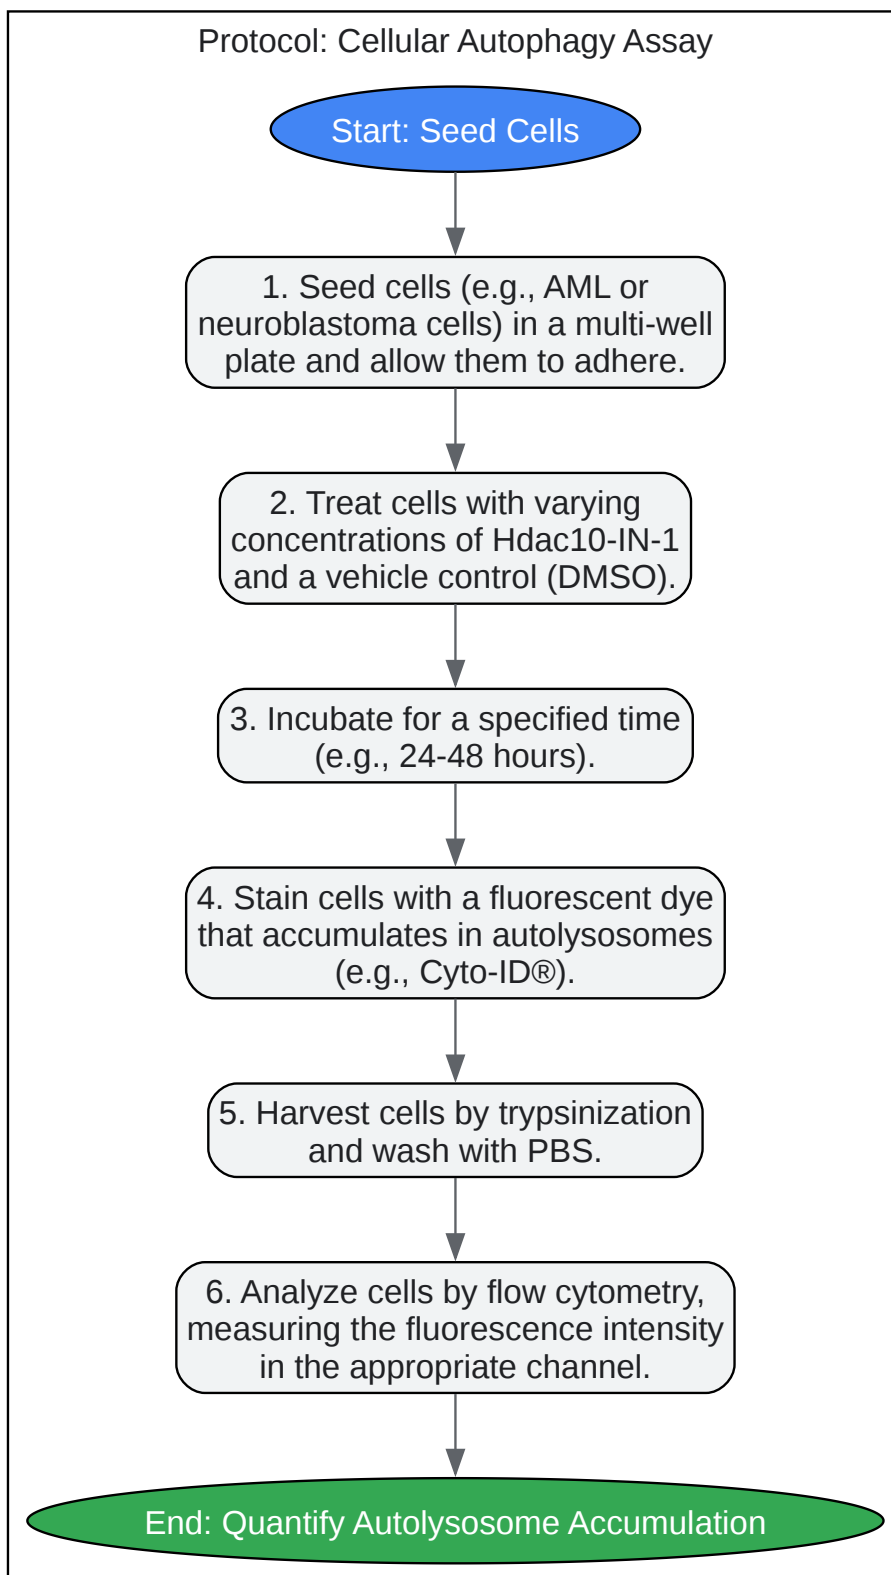 Protocol: Cellular Autophagy Assay
Start: Seed Cells
1. Seed cells (e.g., AML or
neuroblastoma cells) in a multi-well
plate and allow them to adhere.
2. Treat cells with varying
concentrations of Hdac10-IN-1
and a vehicle control (DMSO).
3. Incubate for a specified time
(e.g., 24-48 hours).
4. Stain cells with a fluorescent dye
that accumulates in autolysosomes
(e.g., Cyto-ID®).
5. Harvest cells by trypsinization
and wash with PBS.
6. Analyze cells by flow cytometry,
measuring the fluorescence intensity
in the appropriate channel.
End: Quantify Autolysosome Accumulation